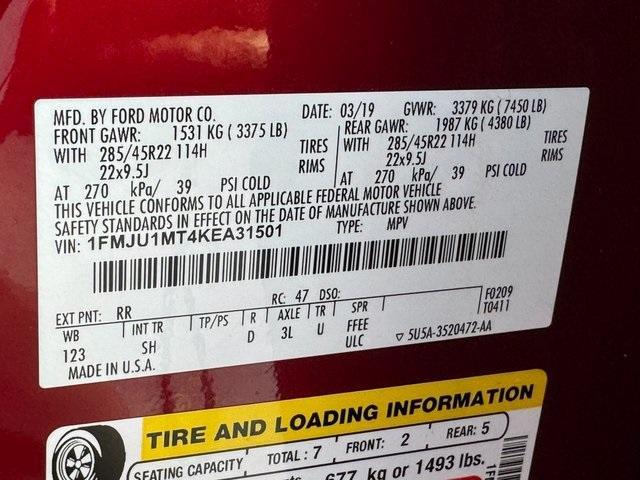 MFD. BY FORD MOTOR CO.
DATE: 03/19 GVWR: 3379 KG ( 7450 LB)
FRONT GAWR: 1531 KG ( 3375 LB)
REAR GAWR: 1987 KG ( 4380 LB)
WITH 285/45R22 114H TIRES
WITH 285/45R22 114H TIRES
22x9.5J RIMS
22x9.5J RIMS
AT 270 kPa/ 39 PSI COLD
AT 270 kPa/ 39 PSI COLD
THIS VEHICLE CONFORMS TO ALL APPLICABLE FEDERAL MOTOR VEHICLE
SAFETY STANDARDS IN EFFECT ON THE DATE OF MANUFACTURE SHOWN ABOVE.
VIN: 1FMJU1MT4KEA31501 TYPE: MPV
EXT PNT: RR RC: 47 DSO: F0209
WB INT TR TP/PS R AXLE TR SPR T0411
123 SH D 3L U FFEE
ULC 5U5A-3520472-AA
MADE IN U.S.A.
TIRE AND LOADING INFORMATION
SEATING CAPACITY TOTAL : 7 FRONT: 2 REAR: 5
677 kg or 1493 lbs.